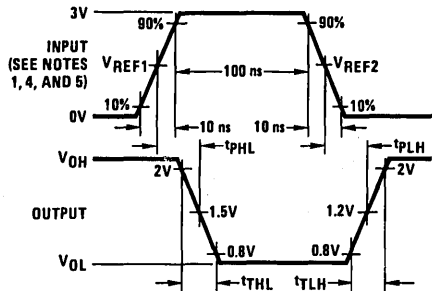 3V
90%
90%
INPUT
(SEE NOTES
1, 4, AND 5)
VREF1
100 ns
VREF2
10%
10%
0V
10 ns
10 ns
tPHL
tPLH
VOH
2V
2V
OUTPUT
1.5V
1.2V
0.8V
0.8V
VOL
tTHL
tTLH